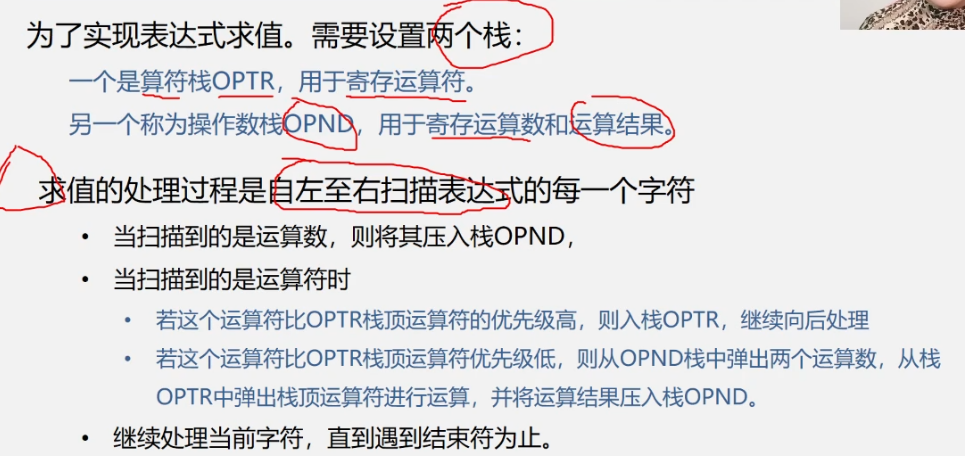 为了实现表达式求值。需要设置两个栈：
一个是算符栈OPTR，用于寄存运算符。
另一个称为操作数栈OPND，用于寄存运算数和运算结果。
求值的处理过程是自左至右扫描表达式的每一个字符
• 当扫描到的是运算数，则将其压入栈OPND，
• 当扫描到的是运算符时
• 若这个运算符比OPTR栈顶运算符的优先级高，则入栈OPTR，继续向后处理
• 若这个运算符比OPTR栈顶运算符优先级低，则从OPND栈中弹出两个运算数，从栈
OPTR中弹出栈顶运算符进行运算，并将运算结果压入栈OPND。
• 继续处理当前字符，直到遇到结束符为止。